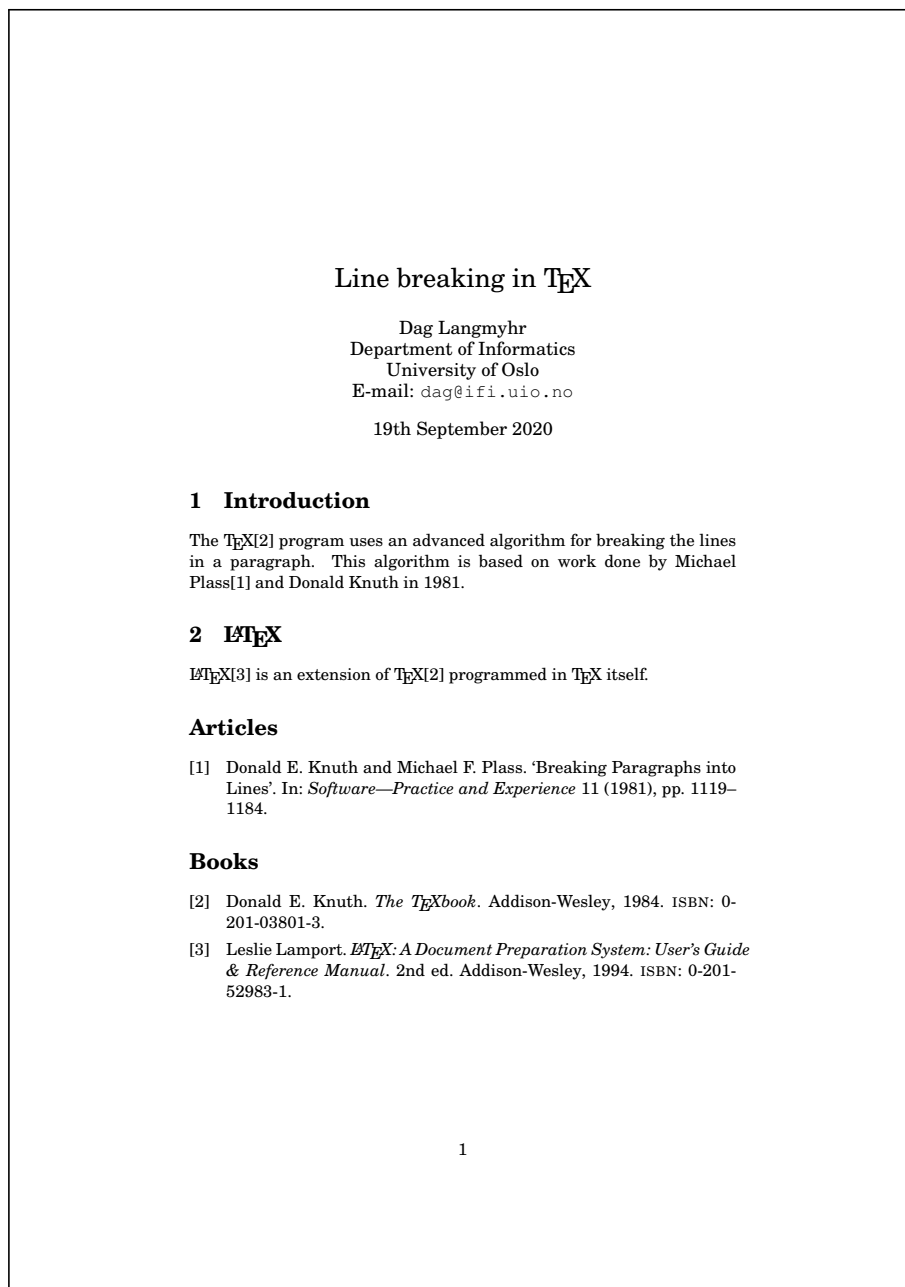 Line breaking in TEX
Dag Langmyhr
Department of Informatics
University of Oslo
E-mail: dag@ifi.uio.no
19th September 2020
1 Introduction
The TEX[2] program uses an advanced algorithm for breaking the lines
in a paragraph. This algorithm is based on work done by Michael
Plass[1] and Donald Knuth in 1981.
2 LATEX
LATEX[3] is an extension of TEX[2] programmed in TEX itself.
Articles
[1] Donald E. Knuth and Michael F. Plass. ‘Breaking Paragraphs into
Lines’. In: Software—Practice and Experience 11 (1981), pp. 1119–
1184.
Books
[2] Donald E. Knuth. The TEXbook. Addison-Wesley, 1984. ISBN: 0-
201-03801-3.
[3] Leslie Lamport. LATEX: A Document Preparation System: User’s Guide
& Reference Manual. 2nd ed. Addison-Wesley, 1994. ISBN: 0-201-
52983-1.
1